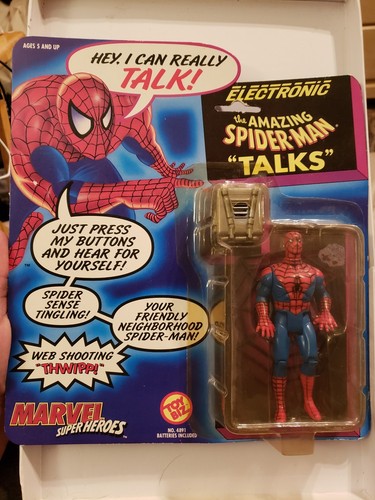 AGES 5 AND UP
HEY, I CAN REALLY
TALK!
ELECTRONIC
the AMAZING
SPIDER-MAN
"TALKS"
JUST PRESS
MY BUTTONS
AND HEAR FOR
YOURSELF!
SPIDER
SENSE
TINGLING!
YOUR
FRIENDLY
NEIGHBORHOOD
SPIDER-MAN!
WEB SHOOTING
"THWIPP!"
MARVEL
SUPER HEROES™
TOY
BIZ
NO. 4891
BATTERIES INCLUDED